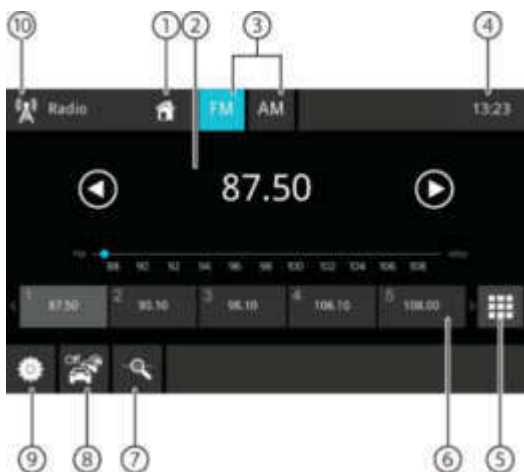 ⑩ ① ② ③ ④
Radio FM AM 13:23
87.50
FM 88 90 92 94 96 98 100 102 104 106 108 MHz
1 87.50 2 90.10 3 98.10 4 106.10 5 108.00
Off
⑨ ⑧ ⑦ ⑥ ⑤